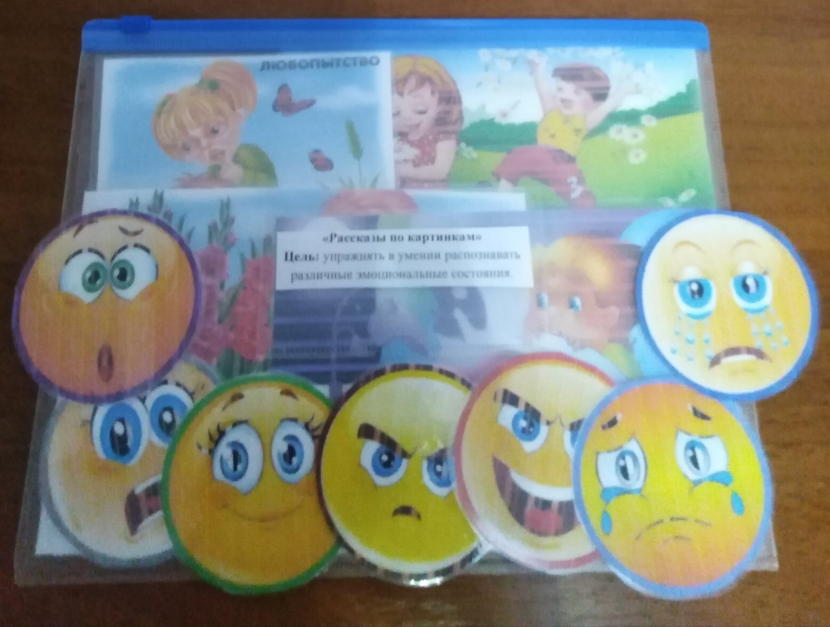 ЛЮБОПЫТСТВО
«Рассказы по картинкам»
Цель: упражнять в умении распознавать
различные эмоциональные состояния.